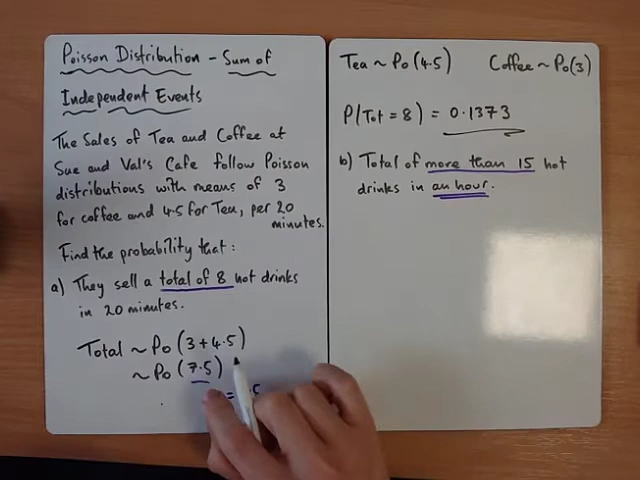 Poisson Distribution - Sum of
Independent Events
The Sales of Tea and Coffee at
Sue and Val's Cafe follow Poisson
distributions with means of 3
for coffee and 4.5 for Tea, per 20
minutes.
Find the probability that:
a) They sell a total of 8 hot drinks
in 20 minutes.
Total ~ Po (3 + 4.5)
~ Po (7.5)
Tea ~ Po (4.5) Coffee ~ Po(3)
P(Tot = 8) = 0.1373
b) Total of more than 15 hot
drinks in an hour.